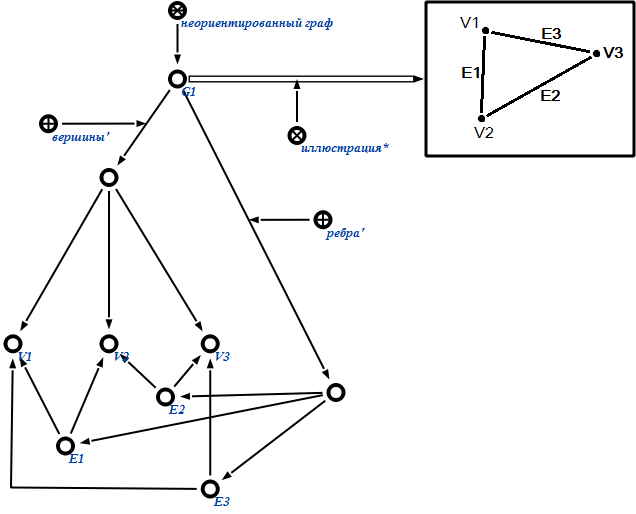 неориентированный граф
G1
V1
E3
V3
E1
E2
V2
вершины'
иллюстрация*
ребра'
V1
V2
V3
E2
E1
E3